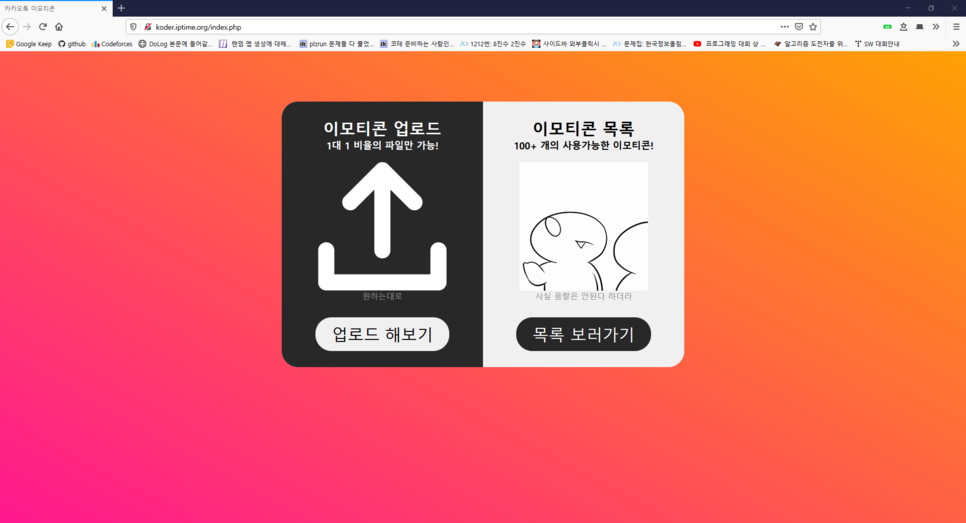 카카오톡 이모티콘
koder.iptime.org/index.php
Google Keep
github
Codeforces
DoLog 본문에 들어갈...
랜덤 맵 생성에 대해...
plzrun 문제들 다 풀었...
코테 준비하는 사람인...
1212번: 8진수 2진수
사이드바 외부클릭시 ...
문제집: 한국정보올림...
프로그래밍 대회 상 ...
알고리즘 도전자를 위...
SW 대회안내
이모티콘 업로드
1대 1 비율의 파일만 가능!
원하는대로
업로드 해보기
이모티콘 목록
100+ 개의 사용가능한 이모티콘!
사실 움짤은 안된다 하더라
목록 보러가기